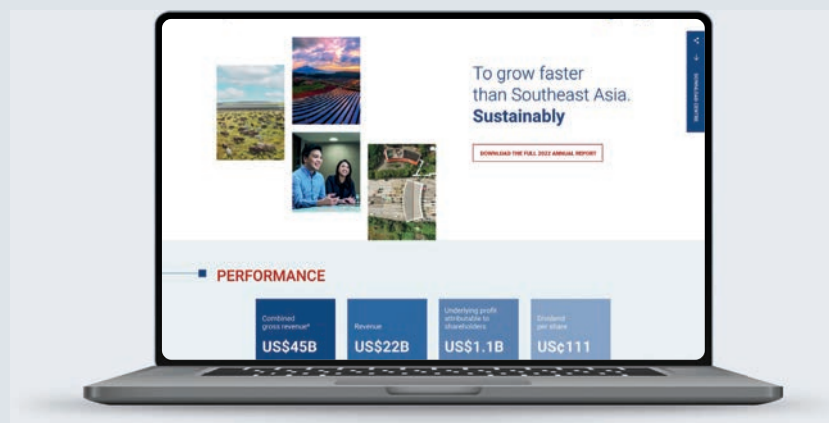 To grow faster
than Southeast Asia.
Sustainably
DOWNLOAD THE FULL 2022 ANNUAL REPORT
PERFORMANCE
Combined
gross revenue#
US$45B
Revenue
US$22B
Underlying profit
attributable to
shareholders
US$1.1B
Dividend
per share
US¢111